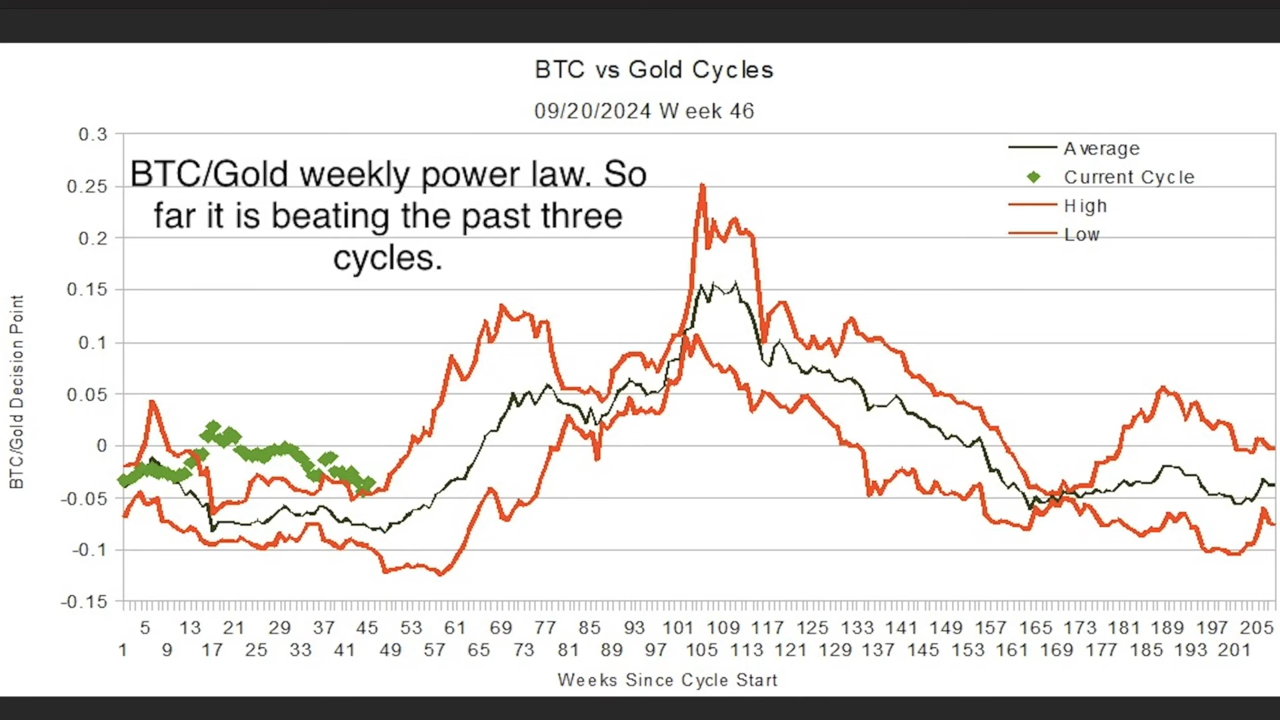 BTC vs Gold Cycles
09/20/2024 Week 46
BTC/Gold weekly power law. So
far it is beating the past three
cycles.
Average
Current Cycle
High
Low
BTC/Gold Decision Point
0.3
0.25
0.2
0.15
0.1
0.05
0
-0.05
-0.1
-0.15
5 13 21 29 37 45 53 61 69 77 85 93 101 109 117 125 133 141 149 157 165 173 181 189 197 205
1 9 17 25 33 41 49 57 65 73 81 89 97 105 113 121 129 137 145 153 161 169 177 185 193 201
Weeks Since Cycle Start